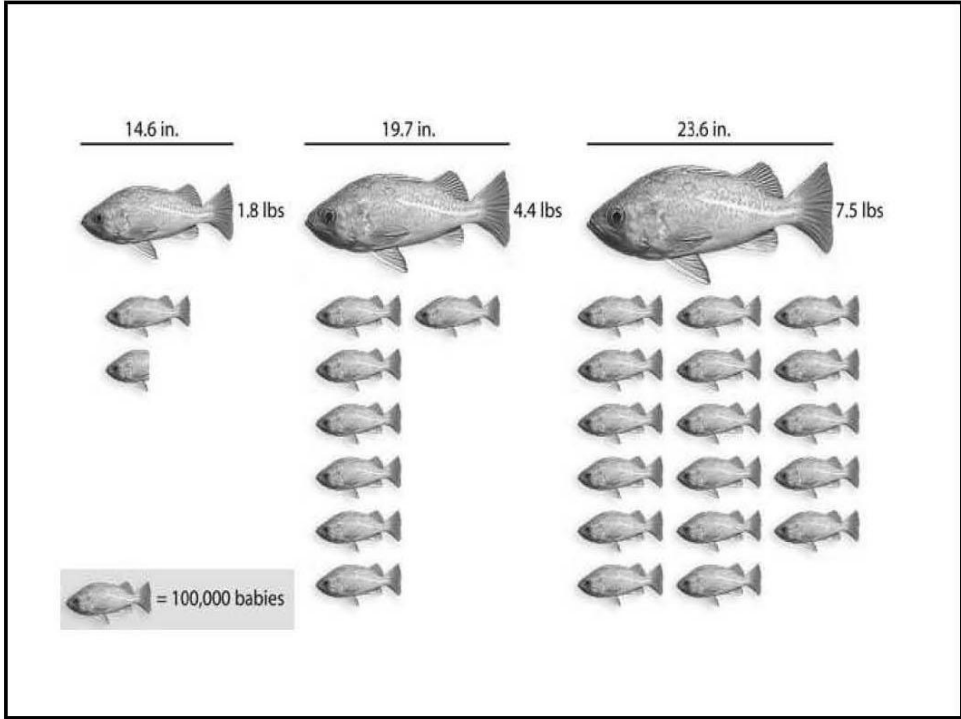 14.6 in.
19.7 in.
23.6 in.
1.8 lbs
4.4 lbs
7.5 lbs
= 100,000 babies